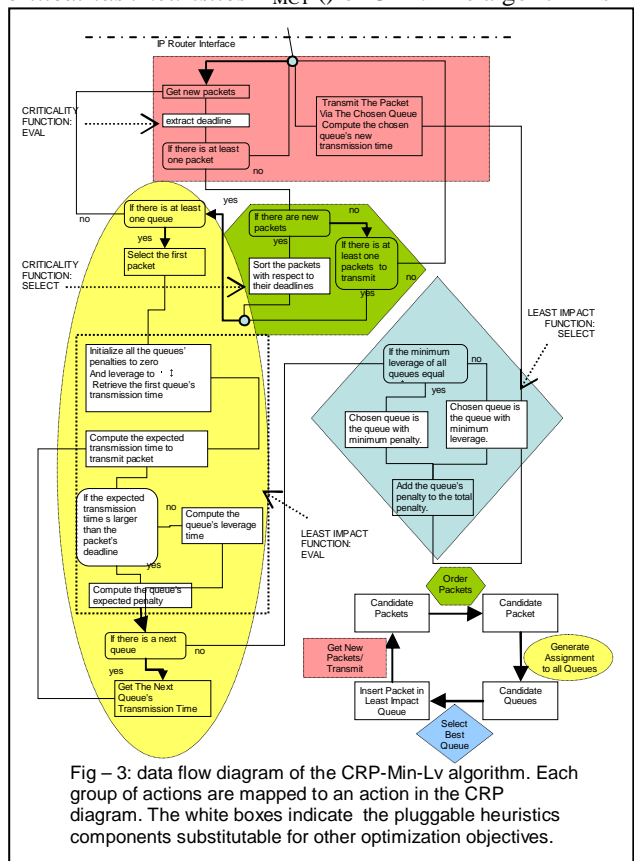 IP Router Interface
Get new packets
CRITICALITY
FUNCTION:
EVAL
extract deadline
If there is at least
one packet
no
Transmit The Packet
Via The Chosen Queue
Compute the chosen
queue's new
transmission time
yes
If there is at least
one queue
no
yes
Select the first
packet
If there are new
packets
no
yes
If there is at
least one
packets to
transmit
no
yes
Sort the packets
with respect to
their deadlines
CRITICALITY
FUNCTION:
SELECT
Initialize all the queues'
penalties to zero
And leverage to
Retrieve the first queue's
transmission time
Compute the expected
transmission time to
transmit packet
If the expected
transmission
time s larger
than the
packet's
deadline
no
Compute the
queue's leverage
time
yes
Compute the queue's
expected penalty
If there is a next
queue
no
yes
Get The Next
Queue's
Transmission Time
LEAST IMPACT
FUNCTION:
EVAL
LEAST IMPACT
FUNCTION:
SELECT
If the minimum
leverage of all
queues equal
no
yes
Chosen queue is
the queue with
minimum penalty.
Chosen queue is
the queue with
minimum
leverage.
Add the queue's
penalty to the total
penalty.
Order
Packets
Candidate
Packets
Candidate
Packet
Get New
Packets/
Transmit
Generate
Assignment
to all Queues
Insert Packet in
Least Impact
Queue
Candidate
Queues
Select
Best
Queue
Fig – 3: data flow diagram of the CRP-Min-Lv algorithm. Each
group of actions are mapped to an action in the CRP
diagram. The white boxes indicate the pluggable heuristics
components substitutable for other optimization objectives.